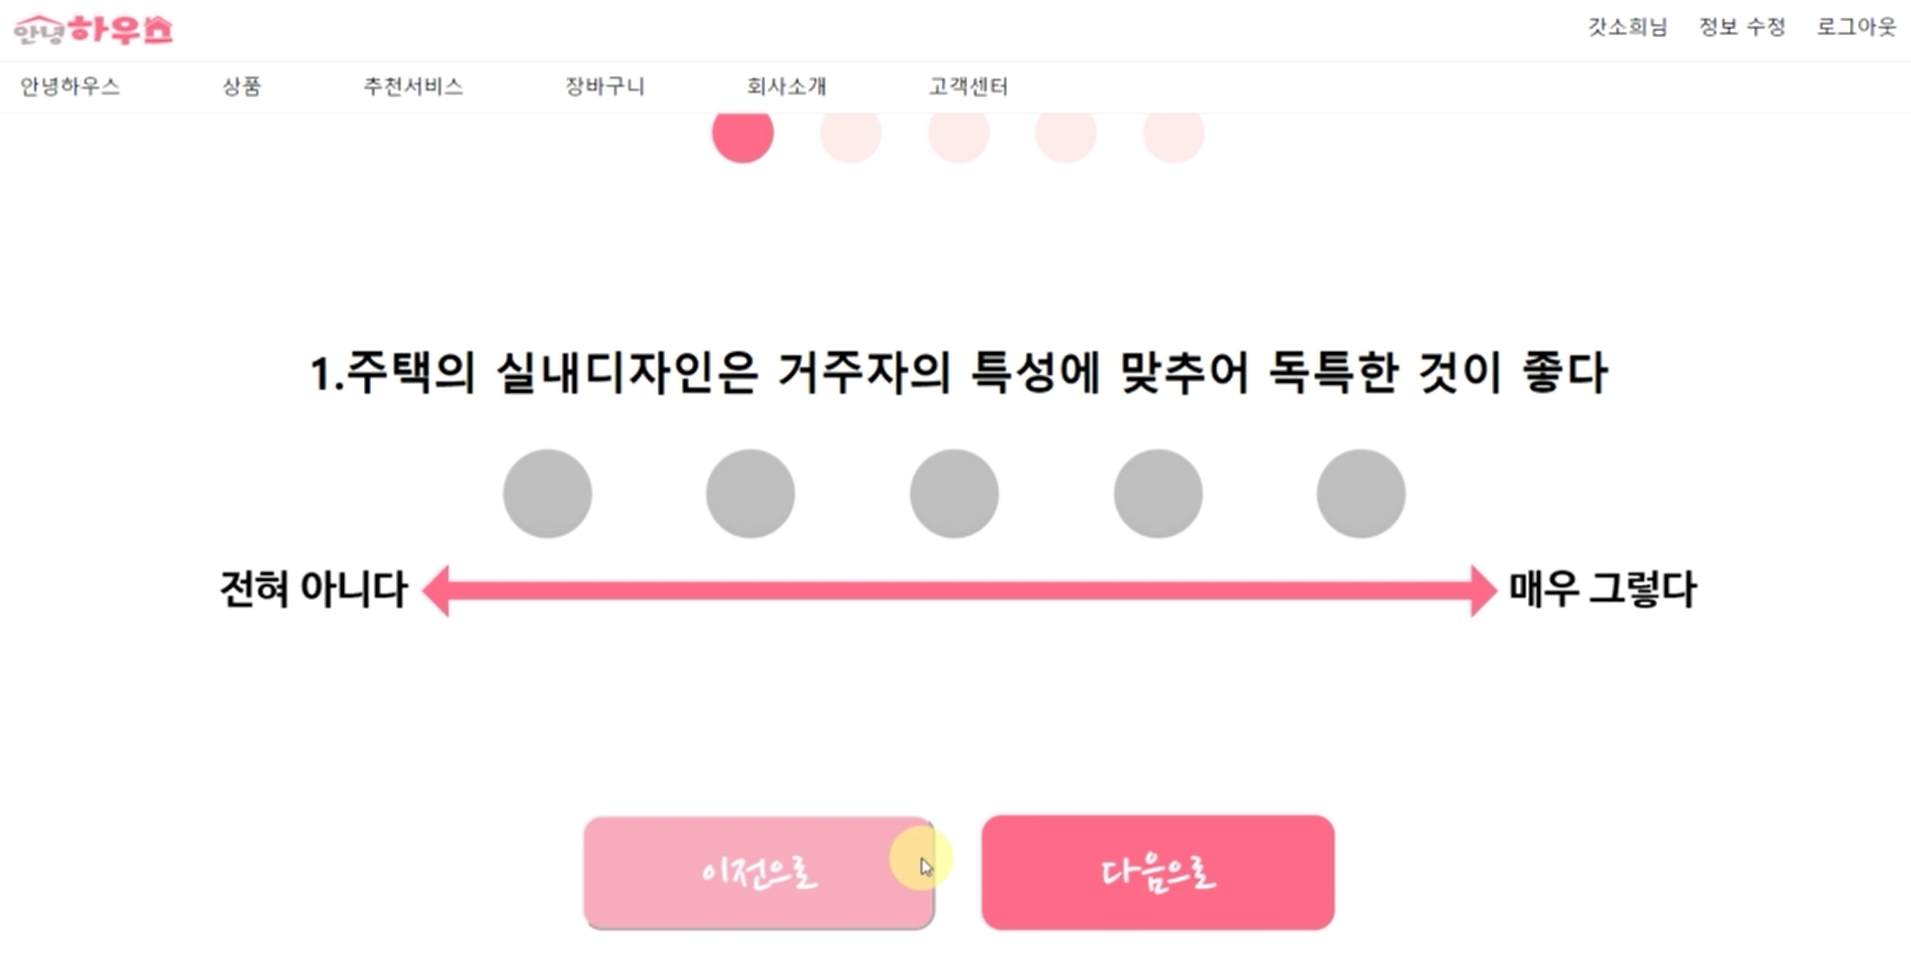 안녕하우스
갓소희님 정보 수정 로그아웃
안녕하우스 상품 추천서비스 장바구니 회사소개 고객센터
1.주택의 실내디자인은 거주자의 특성에 맞추어 독특한 것이 좋다
전혀 아니다 매우 그렇다
이전으로 다음으로